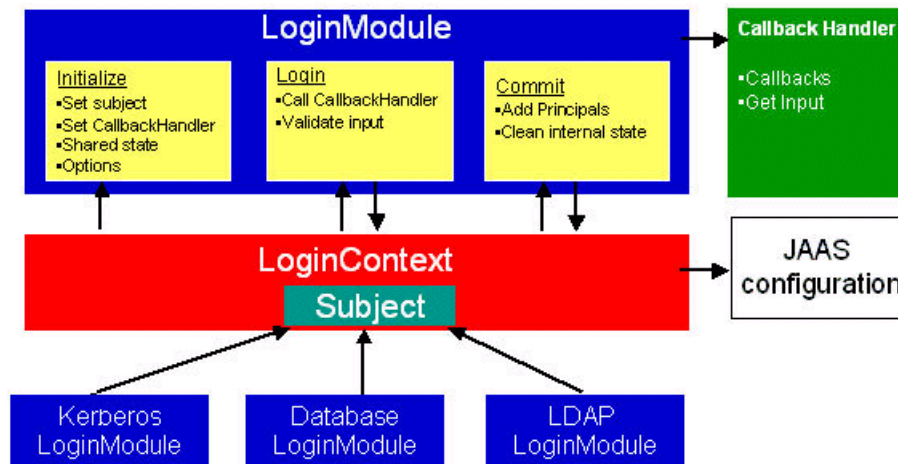 LoginModule
Initialize
▪Set subject
▪Set CallbackHandler
▪Shared state
▪Options
Login
▪Call CallbackHandler
▪Validate input
Commit
▪Add Principals
▪Clean internal state
Callback Handler
▪Callbacks
▪Get Input
LoginContext
Subject
JAAS
configuration
Kerberos
LoginModule
Database
LoginModule
LDAP
LoginModule